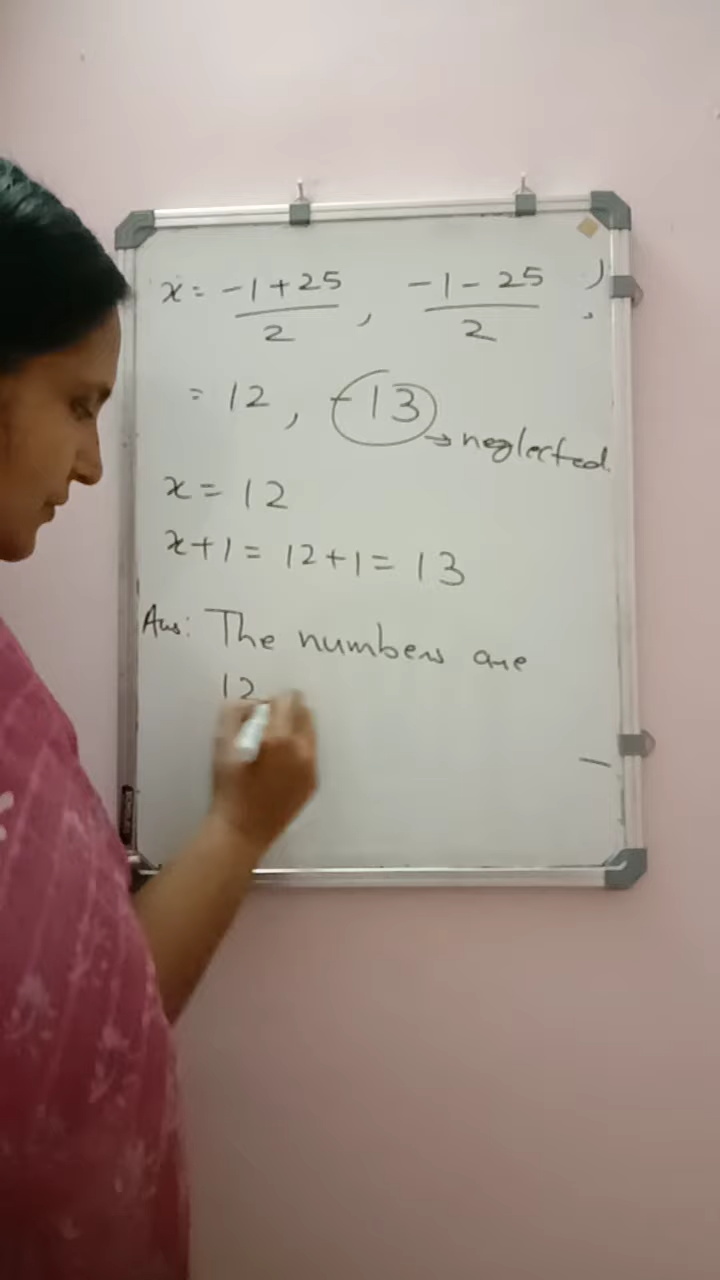 x = -1+25/2 , -1-25/2
= 12 , -13 → neglected.
x = 12
x+1 = 12+1 = 13
Ans: The numbers are
12